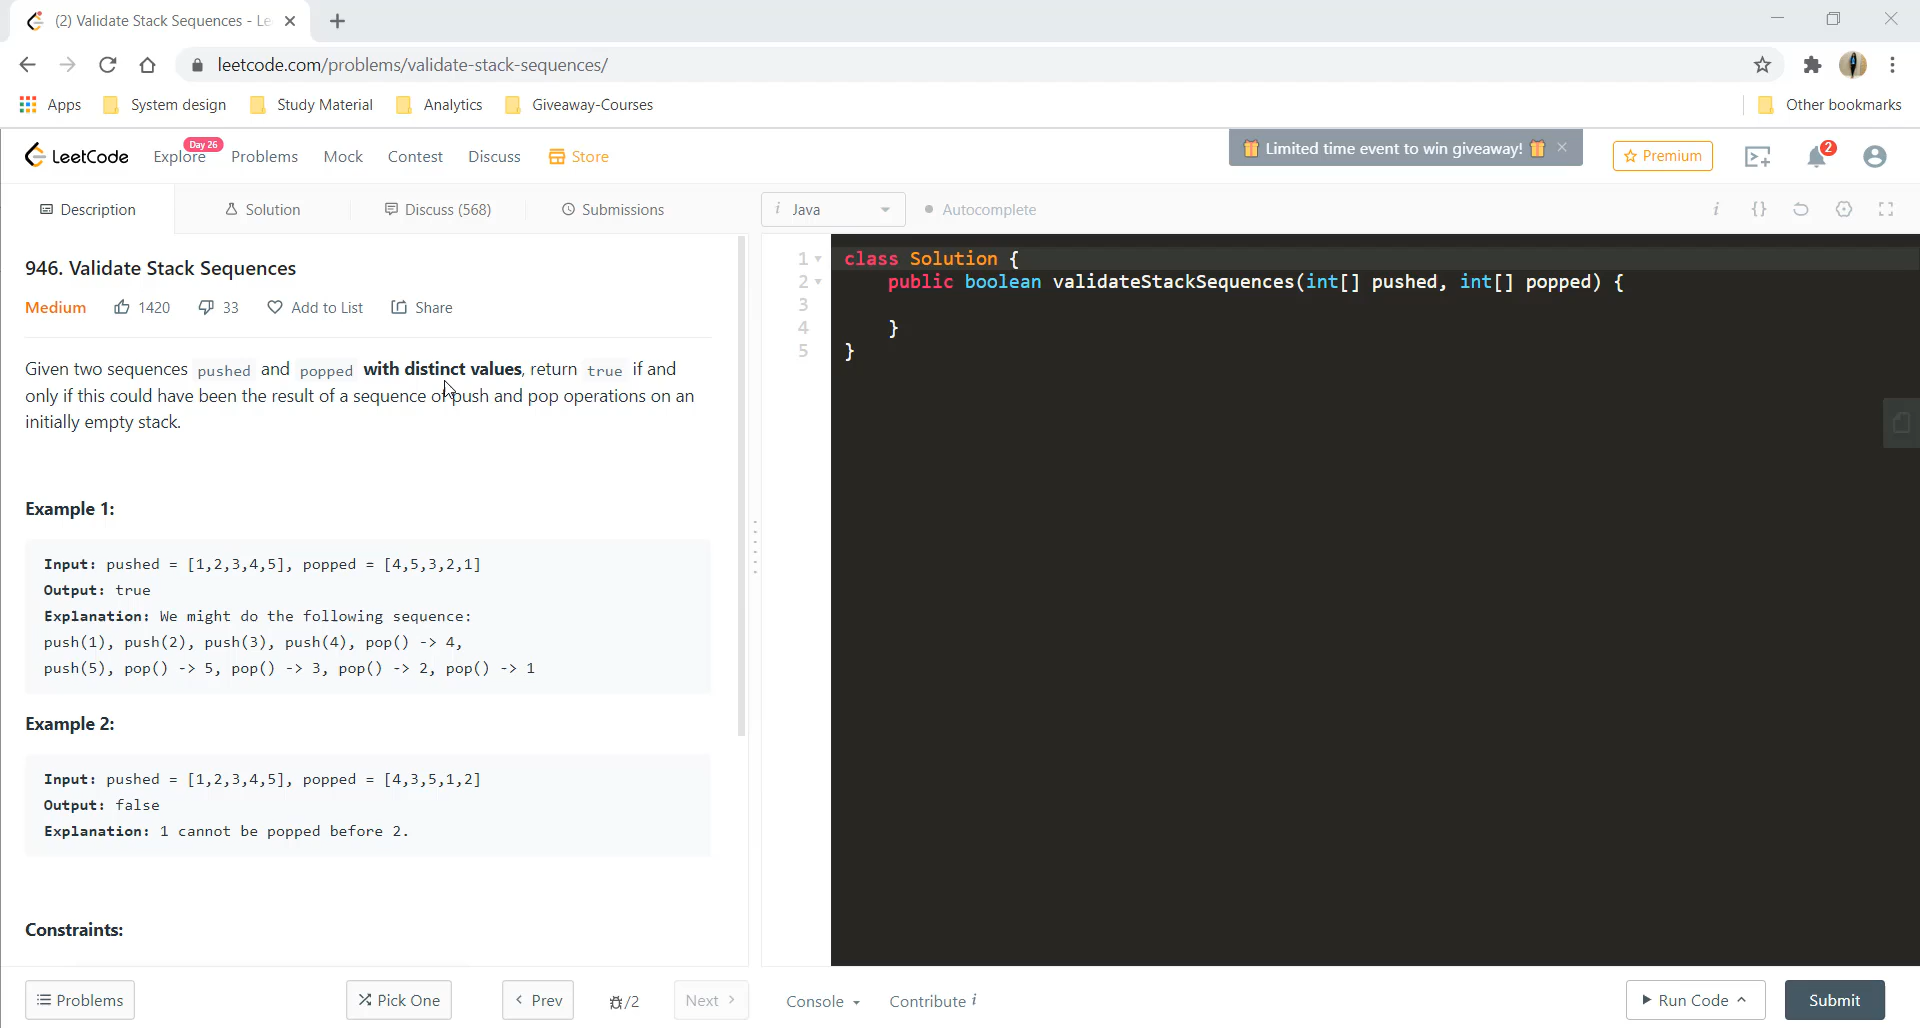 (2) Validate Stack Sequences - Le
leetcode.com/problems/validate-stack-sequences/
Apps System design Study Material Analytics Giveaway-Courses Other bookmarks
LeetCode Explore Day 26 Problems Mock Contest Discuss Store Limited time event to win giveaway! Premium 2
Description Solution Discuss (568) Submissions i Java Autocomplete i {}
946. Validate Stack Sequences
Medium 1420 33 Add to List Share
Given two sequences pushed and popped with distinct values, return true if and
only if this could have been the result of a sequence of push and pop operations on an
initially empty stack.
Example 1:
Input: pushed = [1,2,3,4,5], popped = [4,5,3,2,1]
Output: true
Explanation: We might do the following sequence:
push(1), push(2), push(3), push(4), pop() -> 4,
push(5), pop() -> 5, pop() -> 3, pop() -> 2, pop() -> 1
Example 2:
Input: pushed = [1,2,3,4,5], popped = [4,3,5,1,2]
Output: false
Explanation: 1 cannot be popped before 2.
Constraints:
1 class Solution {
2 public boolean validateStackSequences(int[] pushed, int[] popped) {
3
4 }
5 }
Problems Pick One < Prev /2 Next > Console Contribute i Run Code Submit